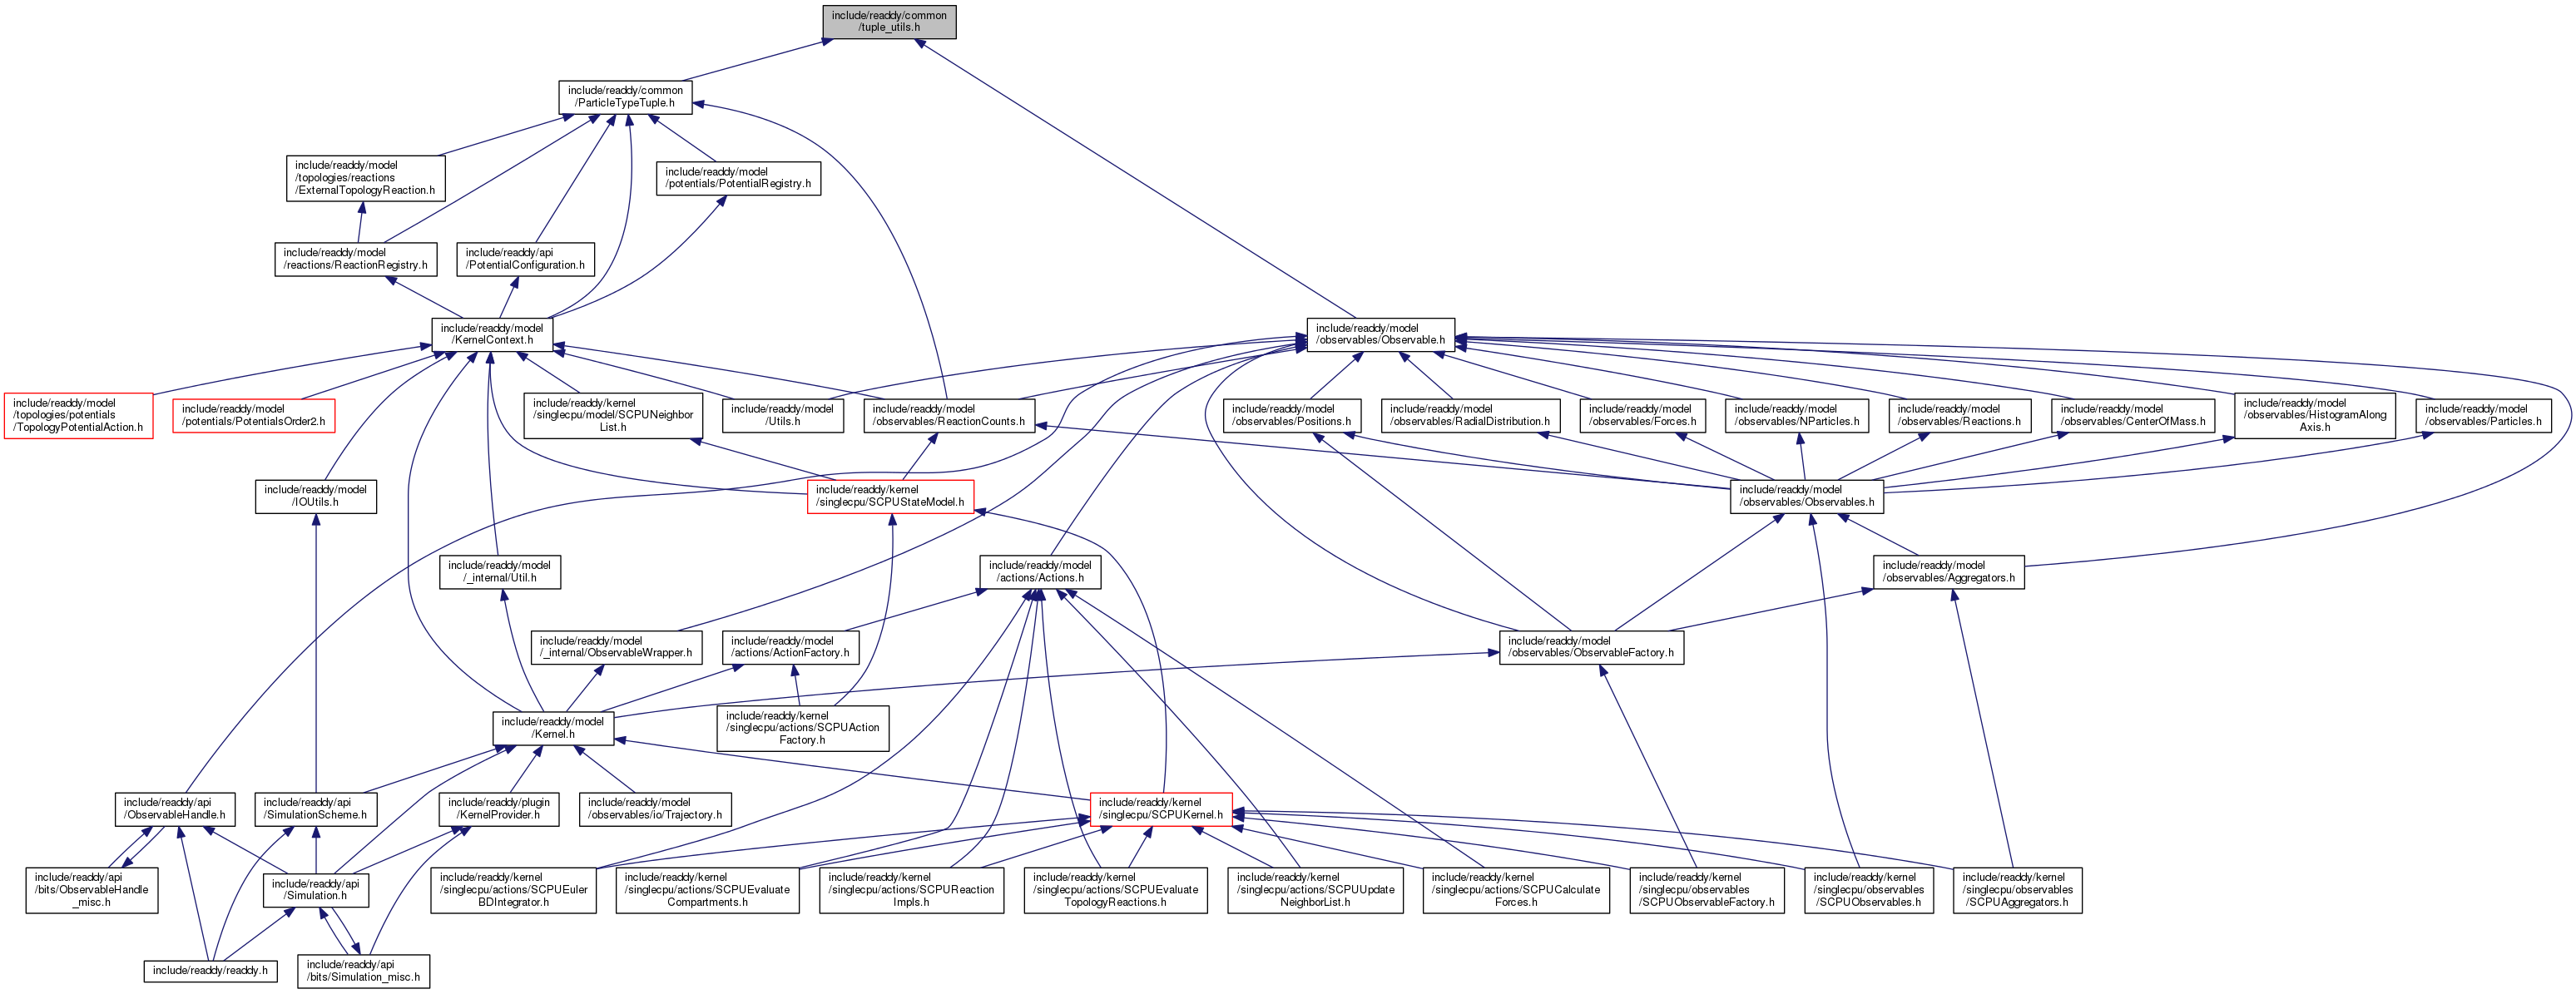 include/readdy/common
/tuple_utils.h
include/readdy/common
/ParticleTypeTuple.h
include/readdy/model
/topologies/reactions
/ExternalTopologyReaction.h
include/readdy/model
/potentials/PotentialRegistry.h
include/readdy/model
/reactions/ReactionRegistry.h
include/readdy/api
/PotentialConfiguration.h
include/readdy/model
/KernelContext.h
include/readdy/model
/observables/Observable.h
include/readdy/model
/topologies/potentials
/TopologyPotentialAction.h
include/readdy/model
/potentials/PotentialsOrder2.h
include/readdy/kernel
/singlecpu/model/SCPUNeighbor
List.h
include/readdy/model
/Utils.h
include/readdy/model
/observables/ReactionCounts.h
include/readdy/model
/observables/Positions.h
include/readdy/model
/observables/RadialDistribution.h
include/readdy/model
/observables/Forces.h
include/readdy/model
/observables/NParticles.h
include/readdy/model
/observables/Reactions.h
include/readdy/model
/observables/CenterOfMass.h
include/readdy/model
/observables/HistogramAlong
Axis.h
include/readdy/model
/observables/Particles.h
include/readdy/model
/IOUtils.h
include/readdy/kernel
/singlecpu/SCPUStateModel.h
include/readdy/model
/observables/Observables.h
include/readdy/model
/_internal/Util.h
include/readdy/model
/actions/Actions.h
include/readdy/model
/observables/Aggregators.h
include/readdy/model
/_internal/ObservableWrapper.h
include/readdy/model
/actions/ActionFactory.h
include/readdy/model
/observables/ObservableFactory.h
include/readdy/model
/Kernel.h
include/readdy/kernel
/singlecpu/actions/SCPUAction
Factory.h
include/readdy/api
/ObservableHandle.h
include/readdy/api
/SimulationScheme.h
include/readdy/plugin
/KernelProvider.h
include/readdy/model
/observables/io/Trajectory.h
include/readdy/kernel
/singlecpu/SCPUKernel.h
include/readdy/api
/bits/ObservableHandle
_misc.h
include/readdy/api
/Simulation.h
include/readdy/kernel
/singlecpu/actions/SCPUEuler
BDIntegrator.h
include/readdy/kernel
/singlecpu/actions/SCPUEvaluate
Compartments.h
include/readdy/kernel
/singlecpu/actions/SCPUReaction
Impls.h
include/readdy/kernel
/singlecpu/actions/SCPUEvaluate
TopologyReactions.h
include/readdy/kernel
/singlecpu/actions/SCPUUpdate
NeighborList.h
include/readdy/kernel
/singlecpu/actions/SCPUCalculate
Forces.h
include/readdy/kernel
/singlecpu/observables
/SCPUObservableFactory.h
include/readdy/kernel
/singlecpu/observables
/SCPUObservables.h
include/readdy/kernel
/singlecpu/observables
/SCPUAggregators.h
include/readdy/readdy.h
include/readdy/api
/bits/Simulation_misc.h